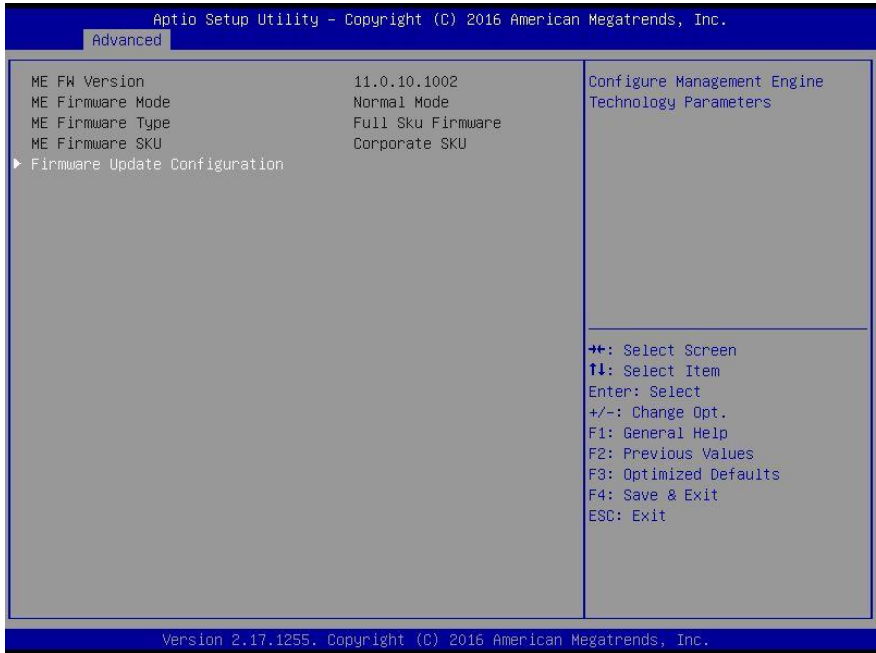 Aptio Setup Utility – Copyright (C) 2016 American Megatrends, Inc.
Advanced
ME FW Version 11.0.10.1002
ME Firmware Mode Normal Mode
ME Firmware Type Full Sku Firmware
ME Firmware SKU Corporate SKU
▶ Firmware Update Configuration
Configure Management Engine
Technology Parameters
→←: Select Screen
↑↓: Select Item
Enter: Select
+/-: Change Opt.
F1: General Help
F2: Previous Values
F3: Optimized Defaults
F4: Save & Exit
ESC: Exit
Version 2.17.1255. Copyright (C) 2016 American Megatrends, Inc.